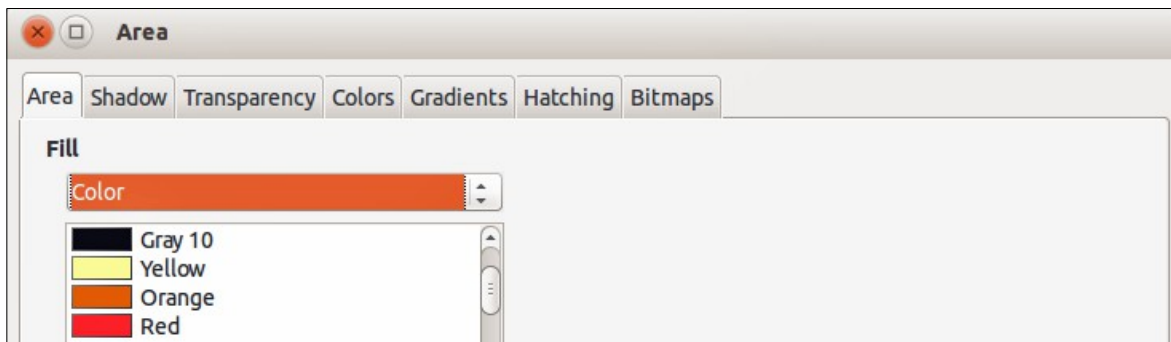 Area
Area Shadow Transparency Colors Gradients Hatching Bitmaps
Fill
Color
Gray 10
Yellow
Orange
Red